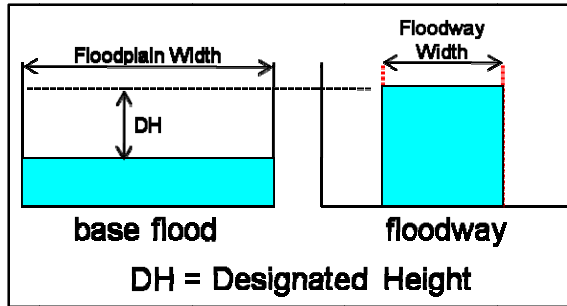 Floodplain Width
Floodway
Width
DH
base flood
floodway
DH = Designated Height